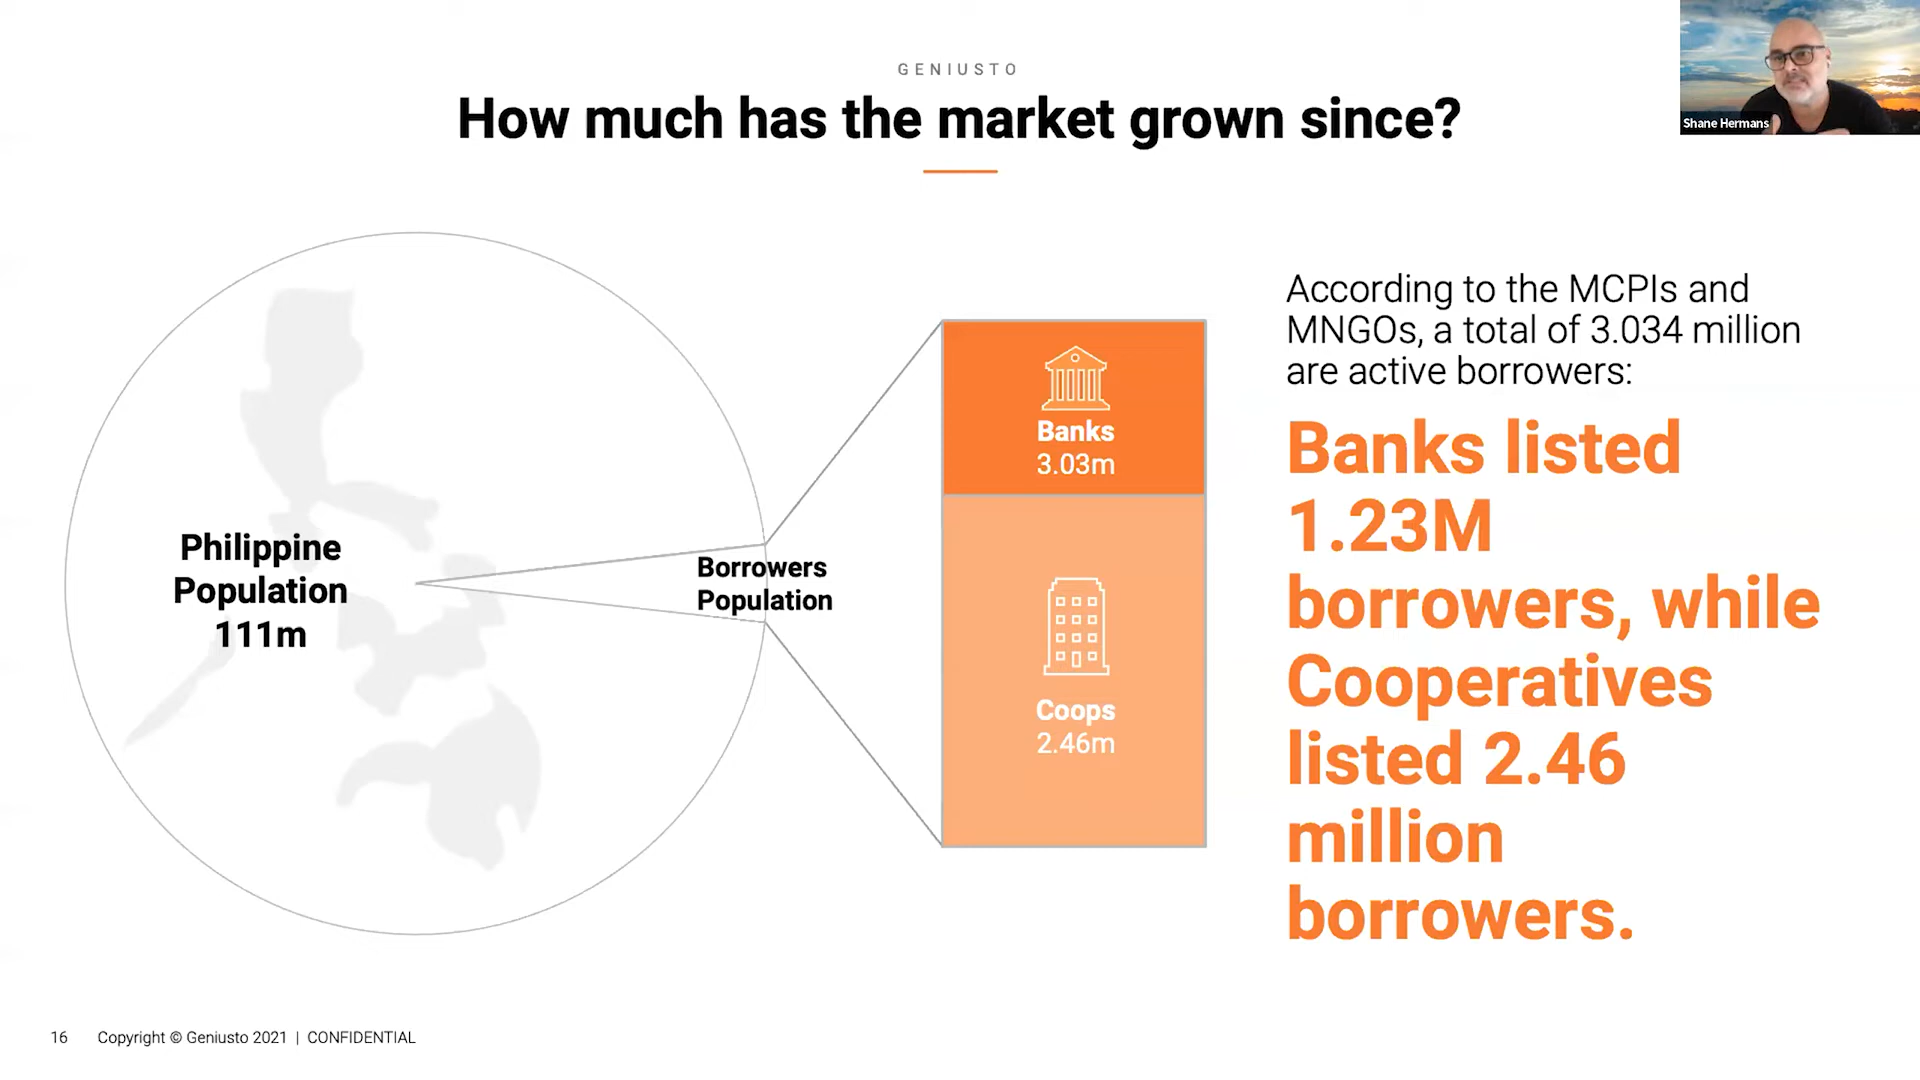 GENIUSTO
How much has the market grown since?
Shane Hermans
Philippine
Population
111m
Borrowers
Population
Banks
3.03m
Coops
2.46m
According to the MCPIs and
MNGOs, a total of 3.034 million
are active borrowers:
Banks listed
1.23M
borrowers, while
Cooperatives
listed 2.46
million
borrowers.
16 Copyright © Geniusto 2021 | CONFIDENTIAL